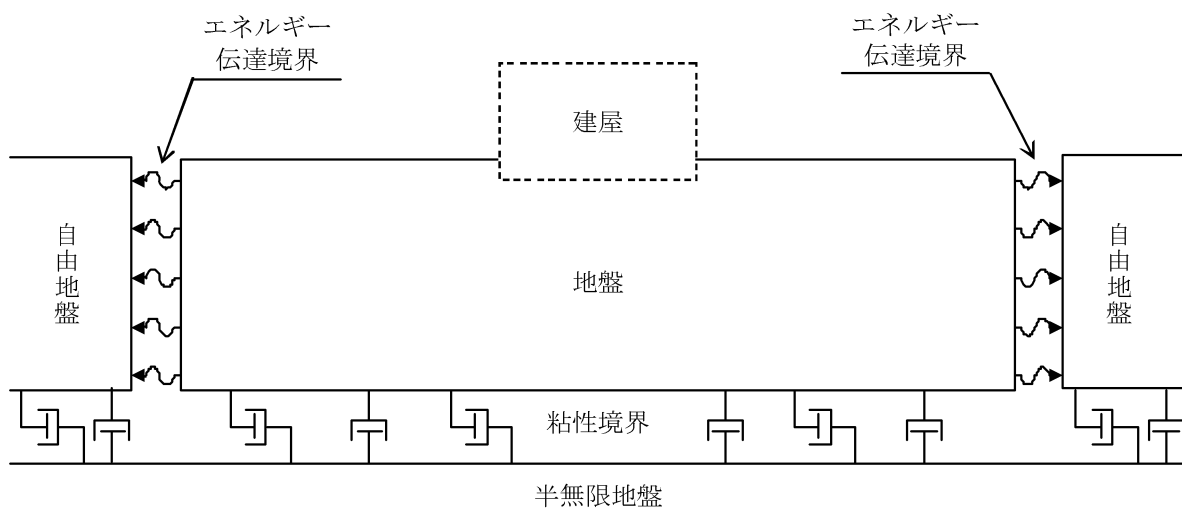 エネルギー
伝達境界
エネルギー
伝達境界
建屋
自由地盤
地盤
自由地盤
粘性境界
半無限地盤